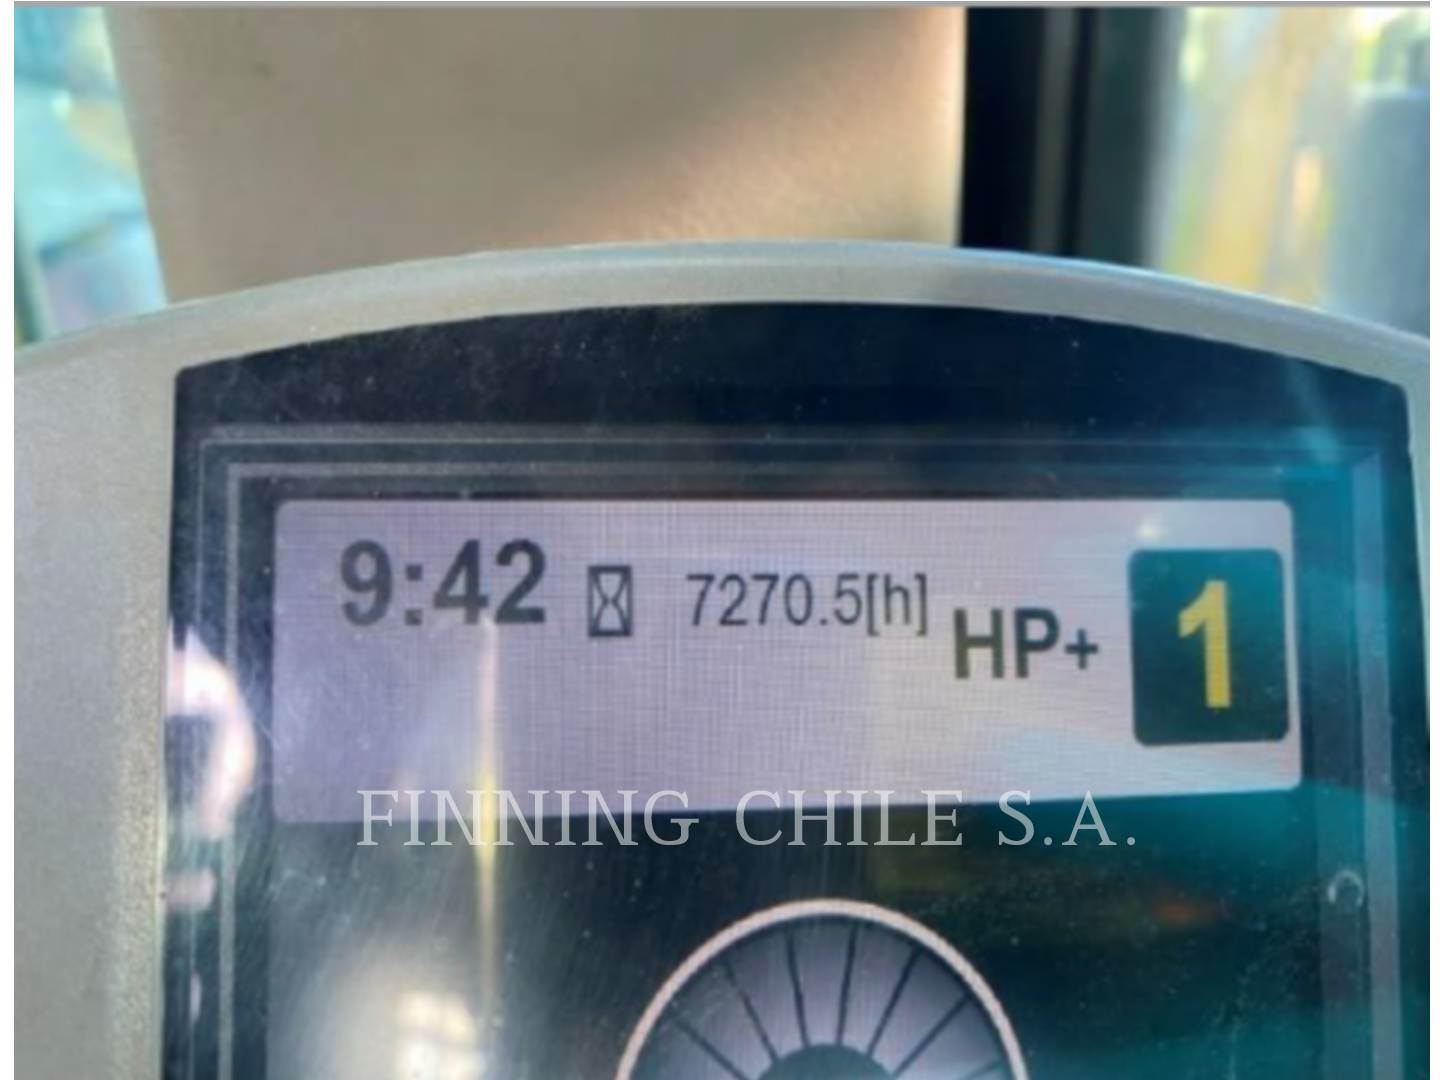 9:42 7270.5[h] HP+ 1
FINNING CHILE S.A.